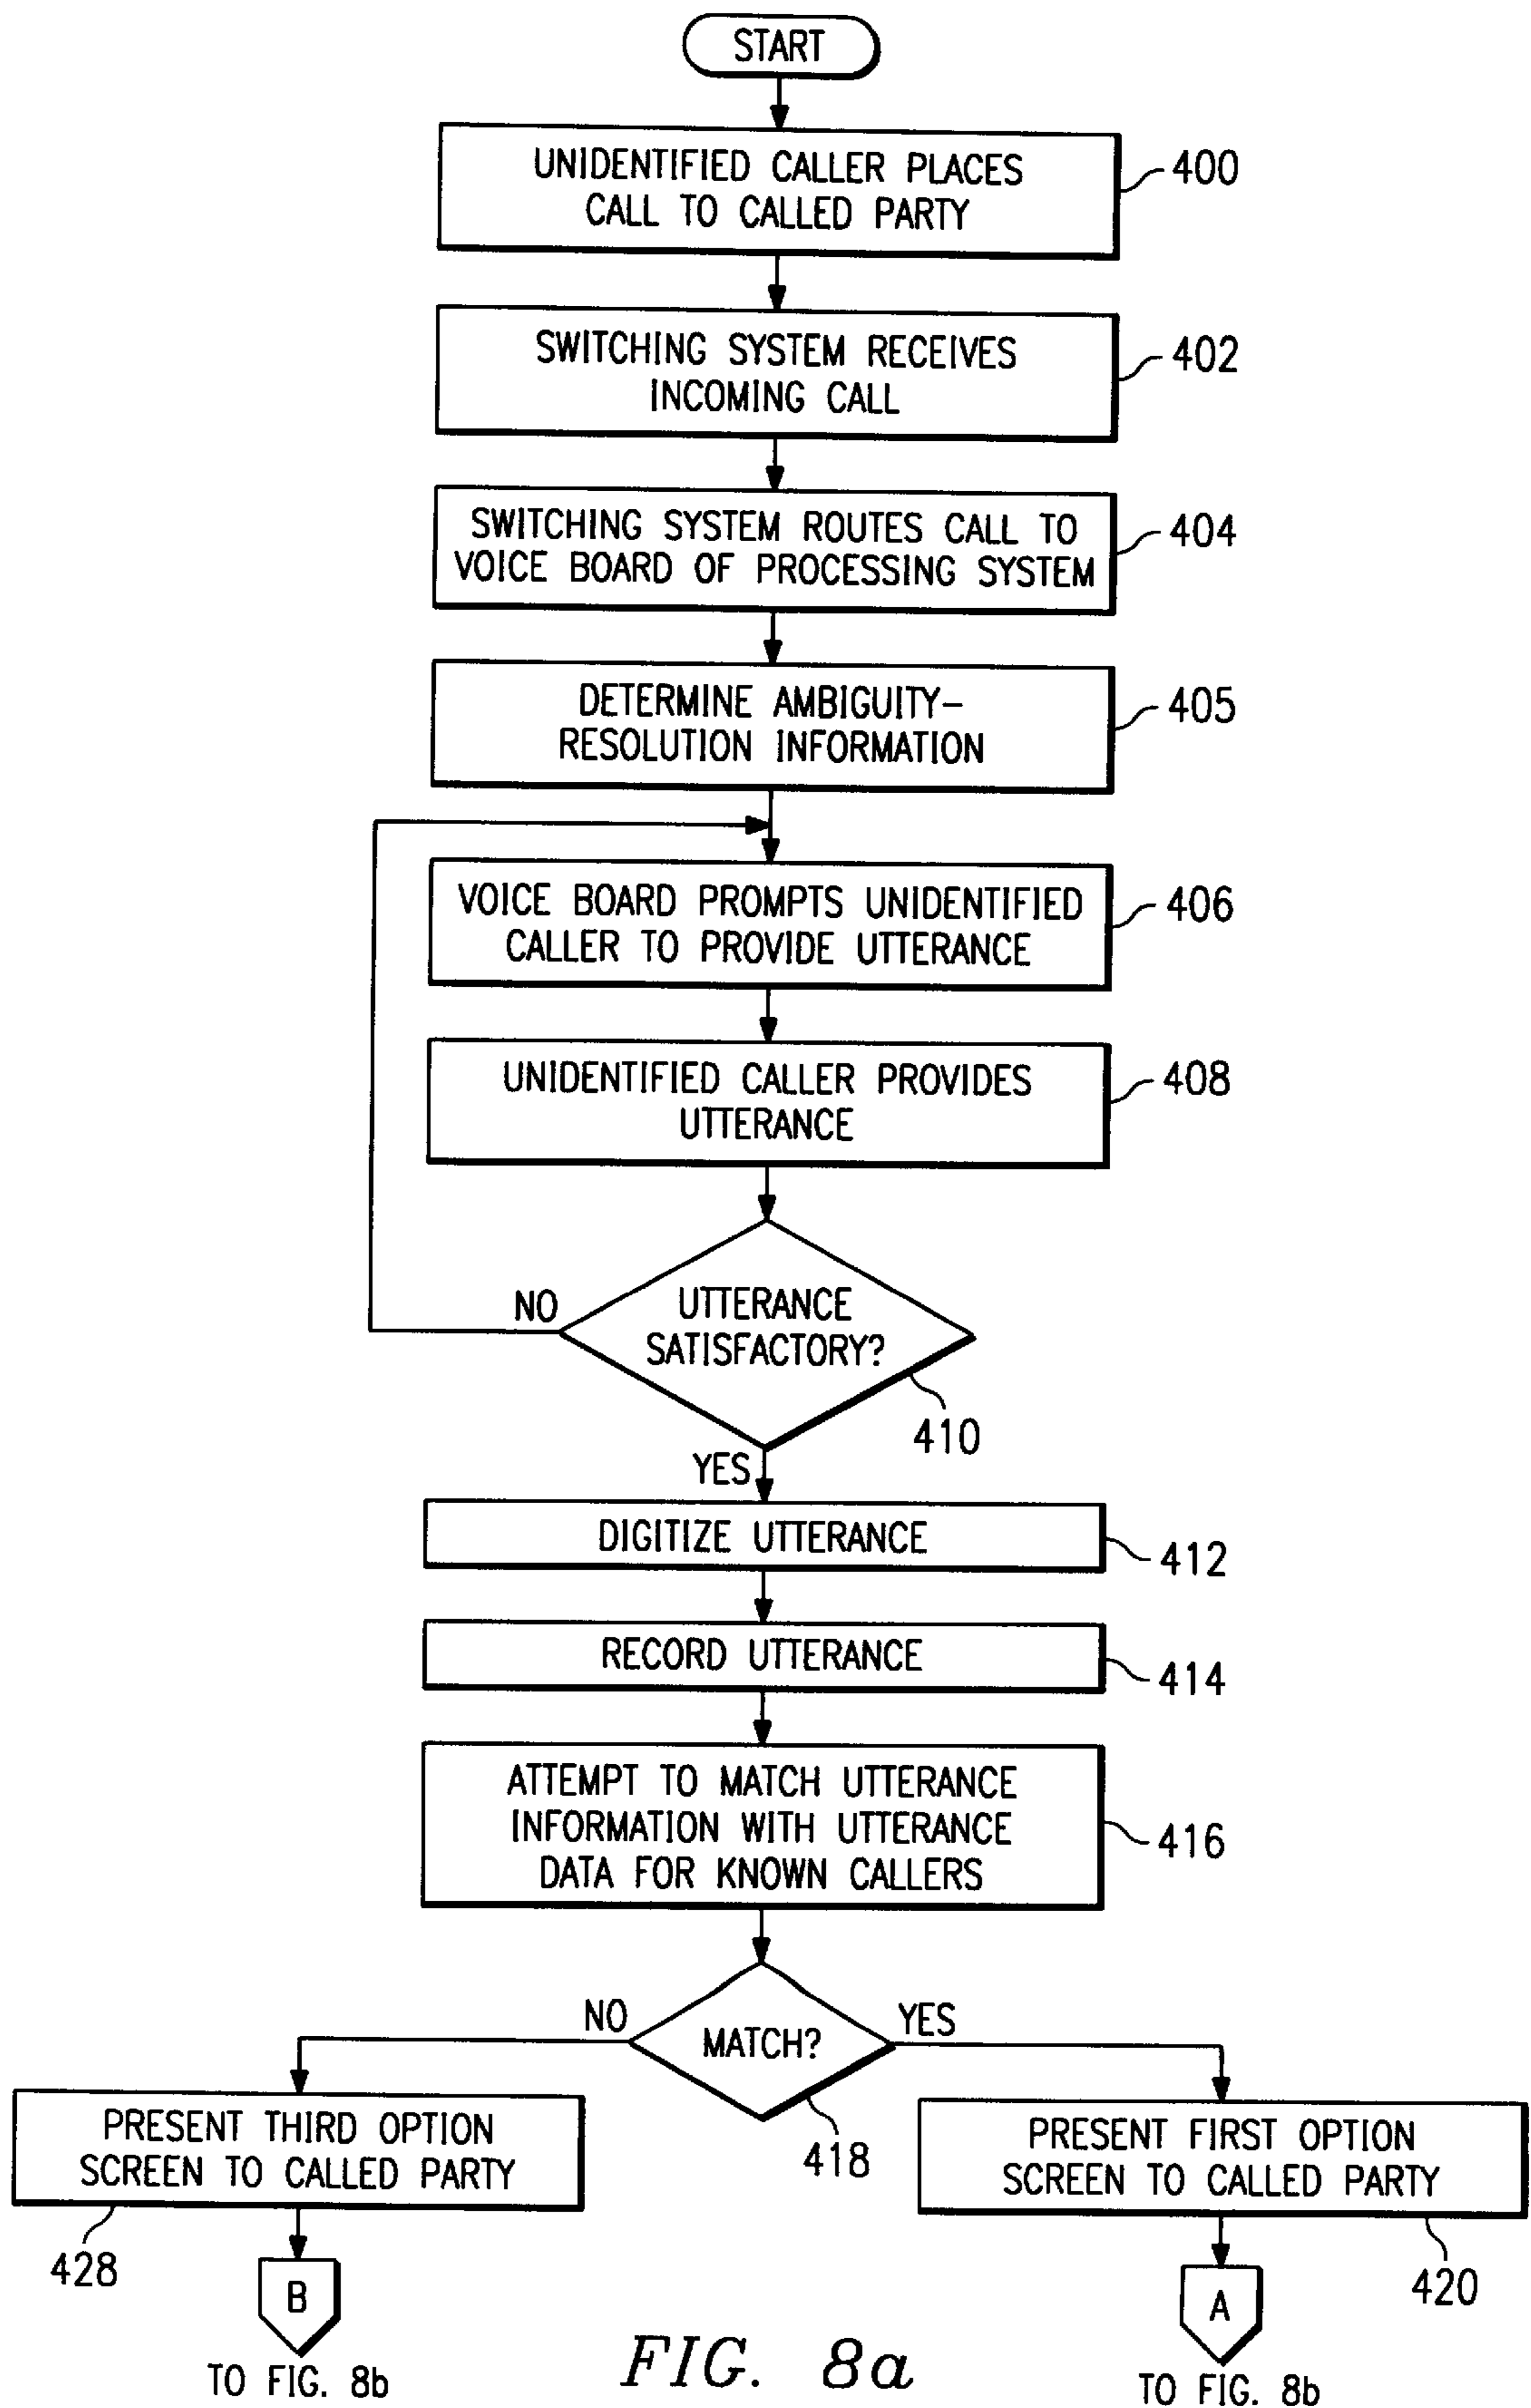 START
UNIDENTIFIED CALLER PLACES
CALL TO CALLED PARTY
400
SWITCHING SYSTEM RECEIVES
INCOMING CALL
402
SWITCHING SYSTEM ROUTES CALL TO
VOICE BOARD OF PROCESSING SYSTEM
404
DETERMINE AMBIGUITY-
RESOLUTION INFORMATION
405
VOICE BOARD PROMPTS UNIDENTIFIED
CALLER TO PROVIDE UTTERANCE
406
UNIDENTIFIED CALLER PROVIDES
UTTERANCE
408
NO
UTTERANCE
SATISFACTORY?
410
YES
DIGITIZE UTTERANCE
412
RECORD UTTERANCE
414
ATTEMPT TO MATCH UTTERANCE
INFORMATION WITH UTTERANCE
DATA FOR KNOWN CALLERS
416
NO
MATCH?
YES
418
PRESENT THIRD OPTION
SCREEN TO CALLED PARTY
428
PRESENT FIRST OPTION
SCREEN TO CALLED PARTY
420
B
TO FIG. 8b
A
TO FIG. 8b
FIG. 8a